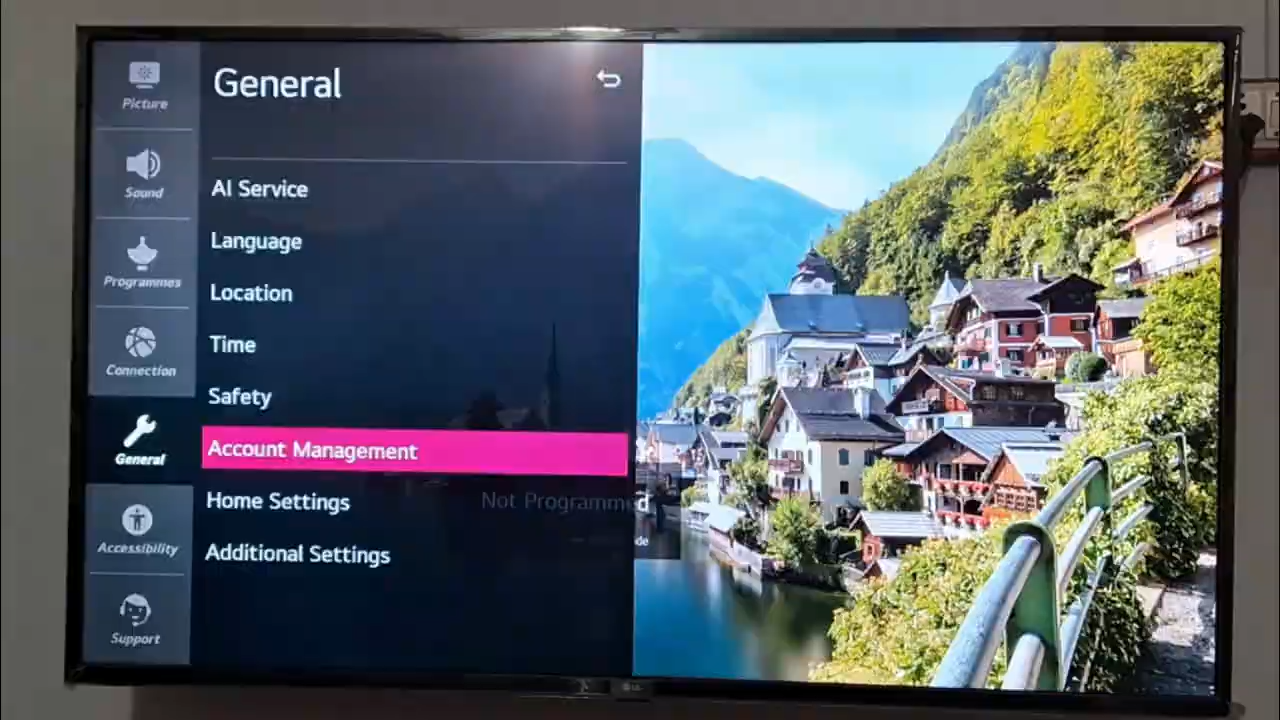 Picture
Sound
Programmes
Connection
General
Accessibility
Support
General
AI Service
Language
Location
Time
Safety
Account Management
Home Settings
Additional Settings
Not Programmed
LG